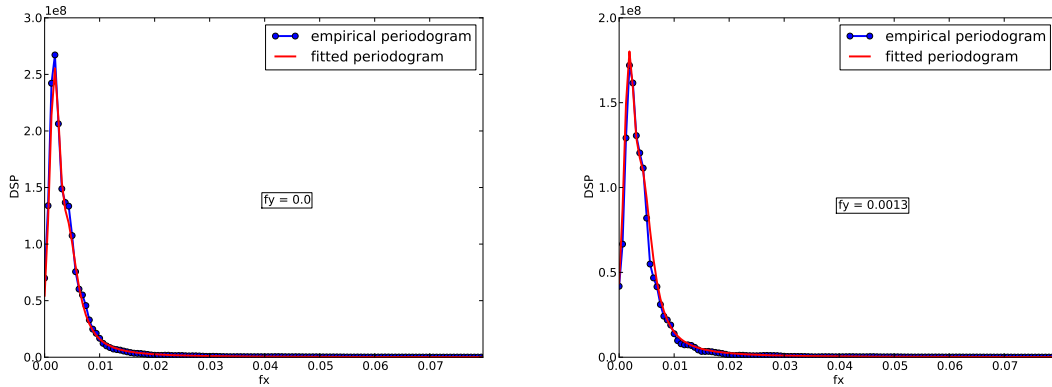 1e8
3.0
2.5
2.0
1.5
1.0
0.5
0.0
DSP
0.00 0.01 0.02 0.03 0.04 0.05 0.06 0.07
fx
empirical periodogram
fitted periodogram
fy = 0.0
1e8
2.0
1.5
1.0
0.5
0.0
DSP
0.00 0.01 0.02 0.03 0.04 0.05 0.06 0.07
fx
empirical periodogram
fitted periodogram
fy = 0.0013